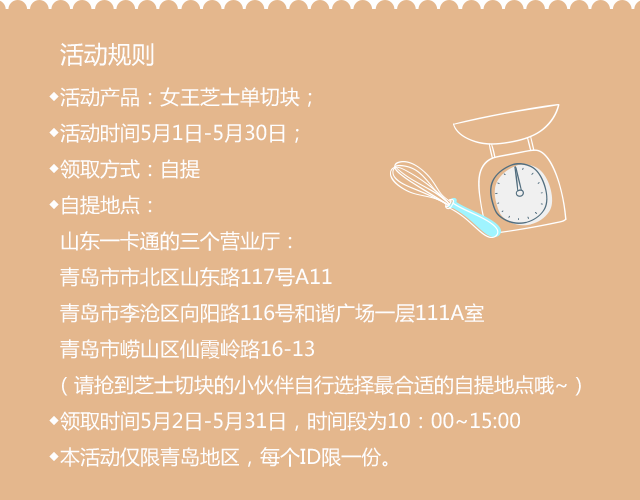 活动规则
◆活动产品：女王芝士单切块；
◆活动时间5月1日-5月30日；
◆领取方式：自提
◆自提地点：
山东一卡通的三个营业厅：
青岛市市北区山东路117号A11
青岛市李沧区向阳路116号和谐广场一层111A室
青岛市崂山区仙霞岭路16-13
（请抢到芝士切块的小伙伴自行选择最合适的自提地点哦~）
◆领取时间5月2日-5月31日，时间段为10：00~15:00
◆本活动仅限青岛地区，每个ID限一份。